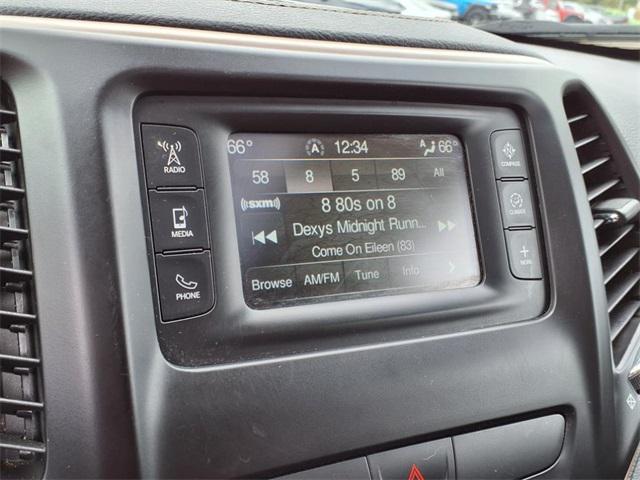 66° A 12:34 A 66°
58 8 5 89 All
((sxm)) 8 80s on 8
Dexys Midnight Runn...
Come On Eileen (83)
Browse AM/FM Tune Info
RADIO
MEDIA
PHONE
COMPASS
CLIMATE
+
MORE